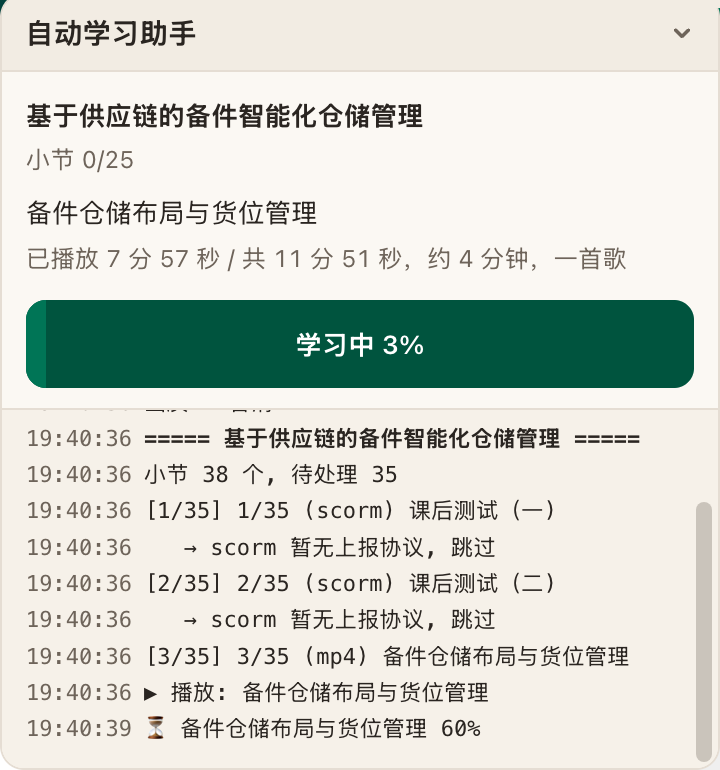 自动学习助手
基于供应链的备件智能化仓储管理
小节 0/25
备件仓储布局与货位管理
已播放 7 分 57 秒 / 共 11 分 51 秒，约 4 分钟，一首歌
学习中 3%
19:40:36 ===== 基于供应链的备件智能化仓储管理 =====
19:40:36 小节 38 个, 待处理 35
19:40:36 [1/35] 1/35 (scorm) 课后测试（一）
19:40:36 → scorm 暂无上报协议, 跳过
19:40:36 [2/35] 2/35 (scorm) 课后测试（二）
19:40:36 → scorm 暂无上报协议, 跳过
19:40:36 [3/35] 3/35 (mp4) 备件仓储布局与货位管理
19:40:36 ▶ 播放: 备件仓储布局与货位管理
19:40:39 ⏳ 备件仓储布局与货位管理 60%